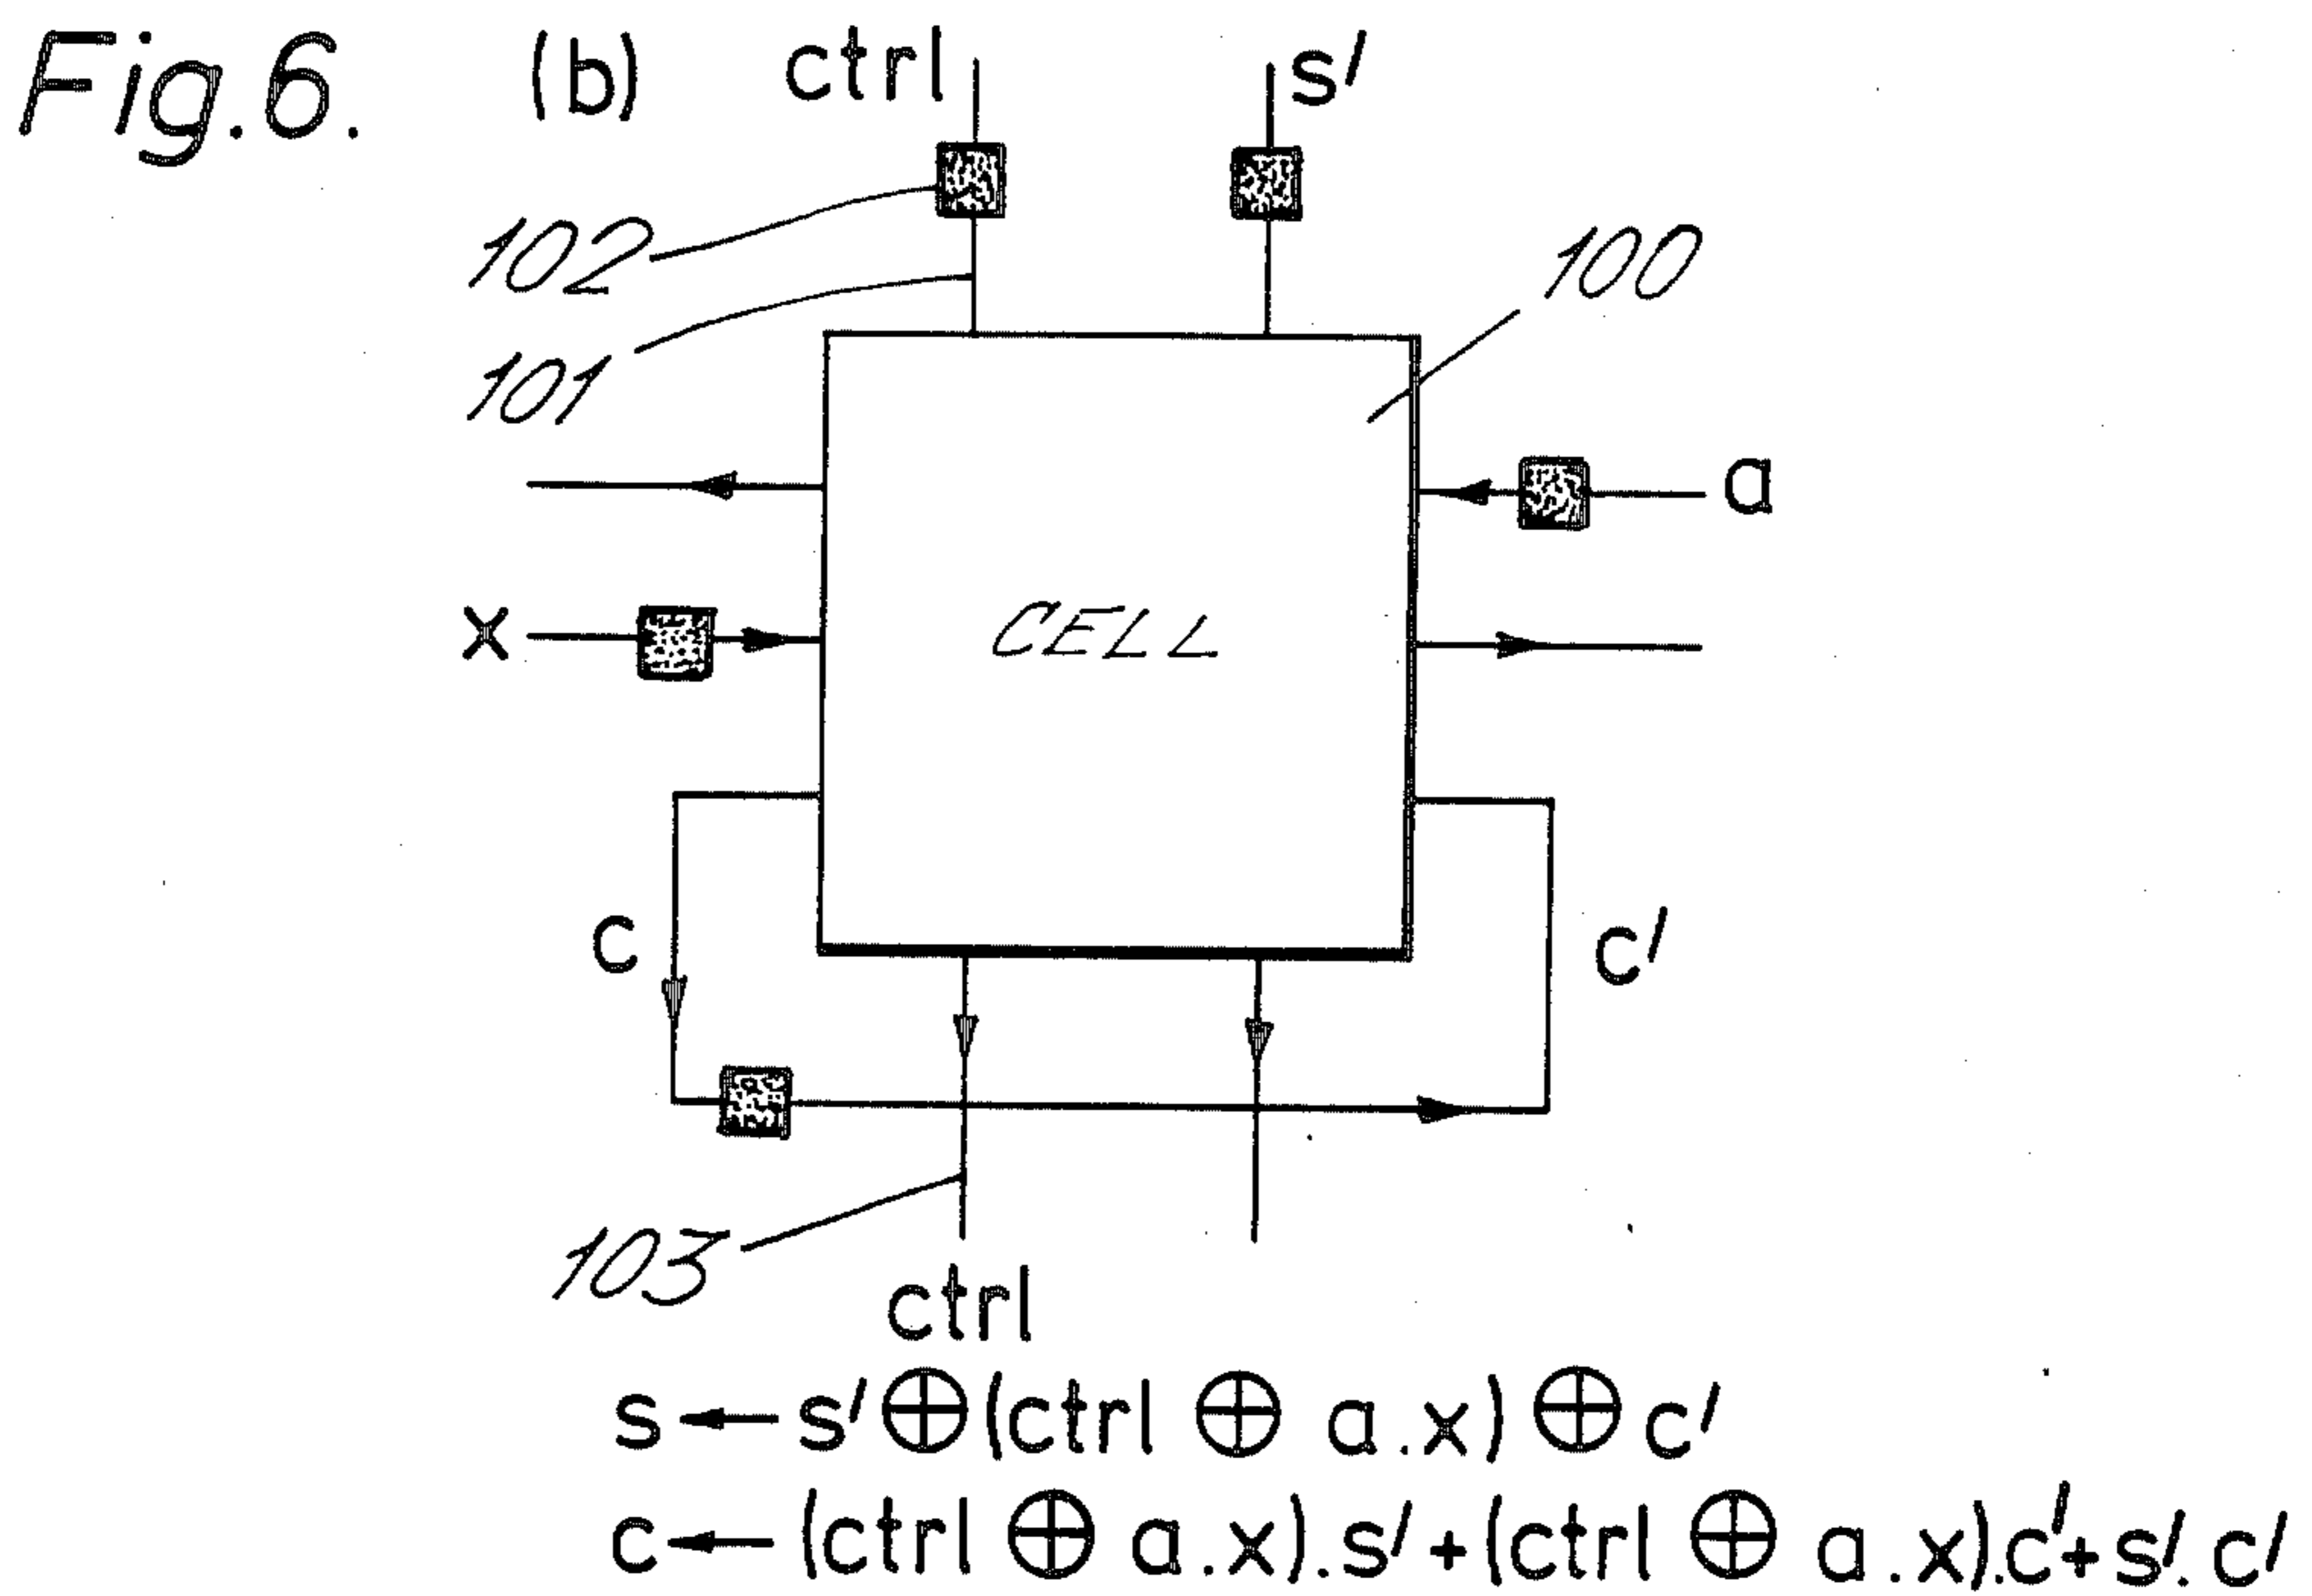 Fig.6. (b) ctrl s′
102
100
101
a
x
CELL
c
c′
103
ctrl
s ← s′ ⊕ (ctrl ⊕ a.x) ⊕ c′
c ← (ctrl ⊕ a.x).s′+(ctrl ⊕ a.x).c′+s′.c′